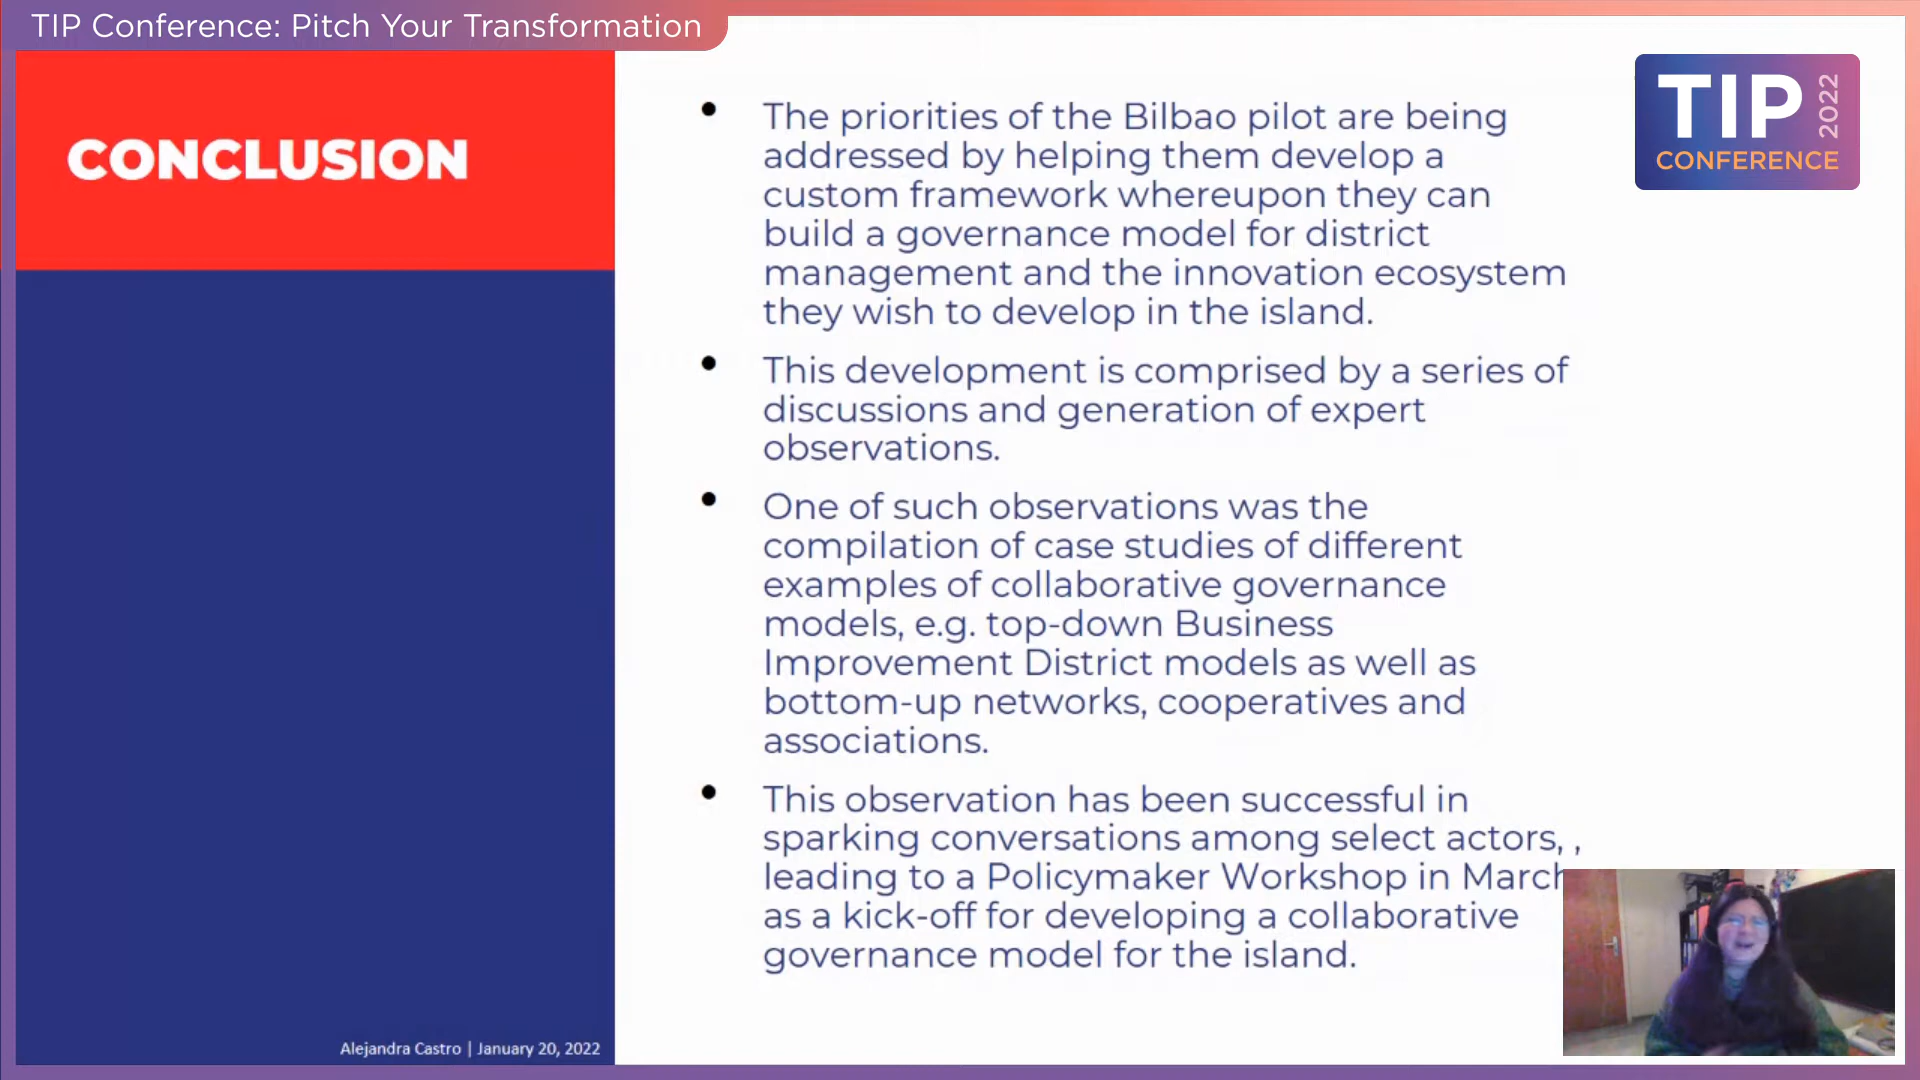 TIP Conference: Pitch Your Transformation
TIP 2022
CONFERENCE
CONCLUSION
• The priorities of the Bilbao pilot are being
addressed by helping them develop a
custom framework whereupon they can
build a governance model for district
management and the innovation ecosystem
they wish to develop in the island.
• This development is comprised by a series of
discussions and generation of expert
observations.
• One of such observations was the
compilation of case studies of different
examples of collaborative governance
models, e.g. top-down Business
Improvement District models as well as
bottom-up networks, cooperatives and
associations.
• This observation has been successful in
sparking conversations among select actors, ,
leading to a Policymaker Workshop in March
as a kick-off for developing a collaborative
governance model for the island.
Alejandra Castro | January 20, 2022